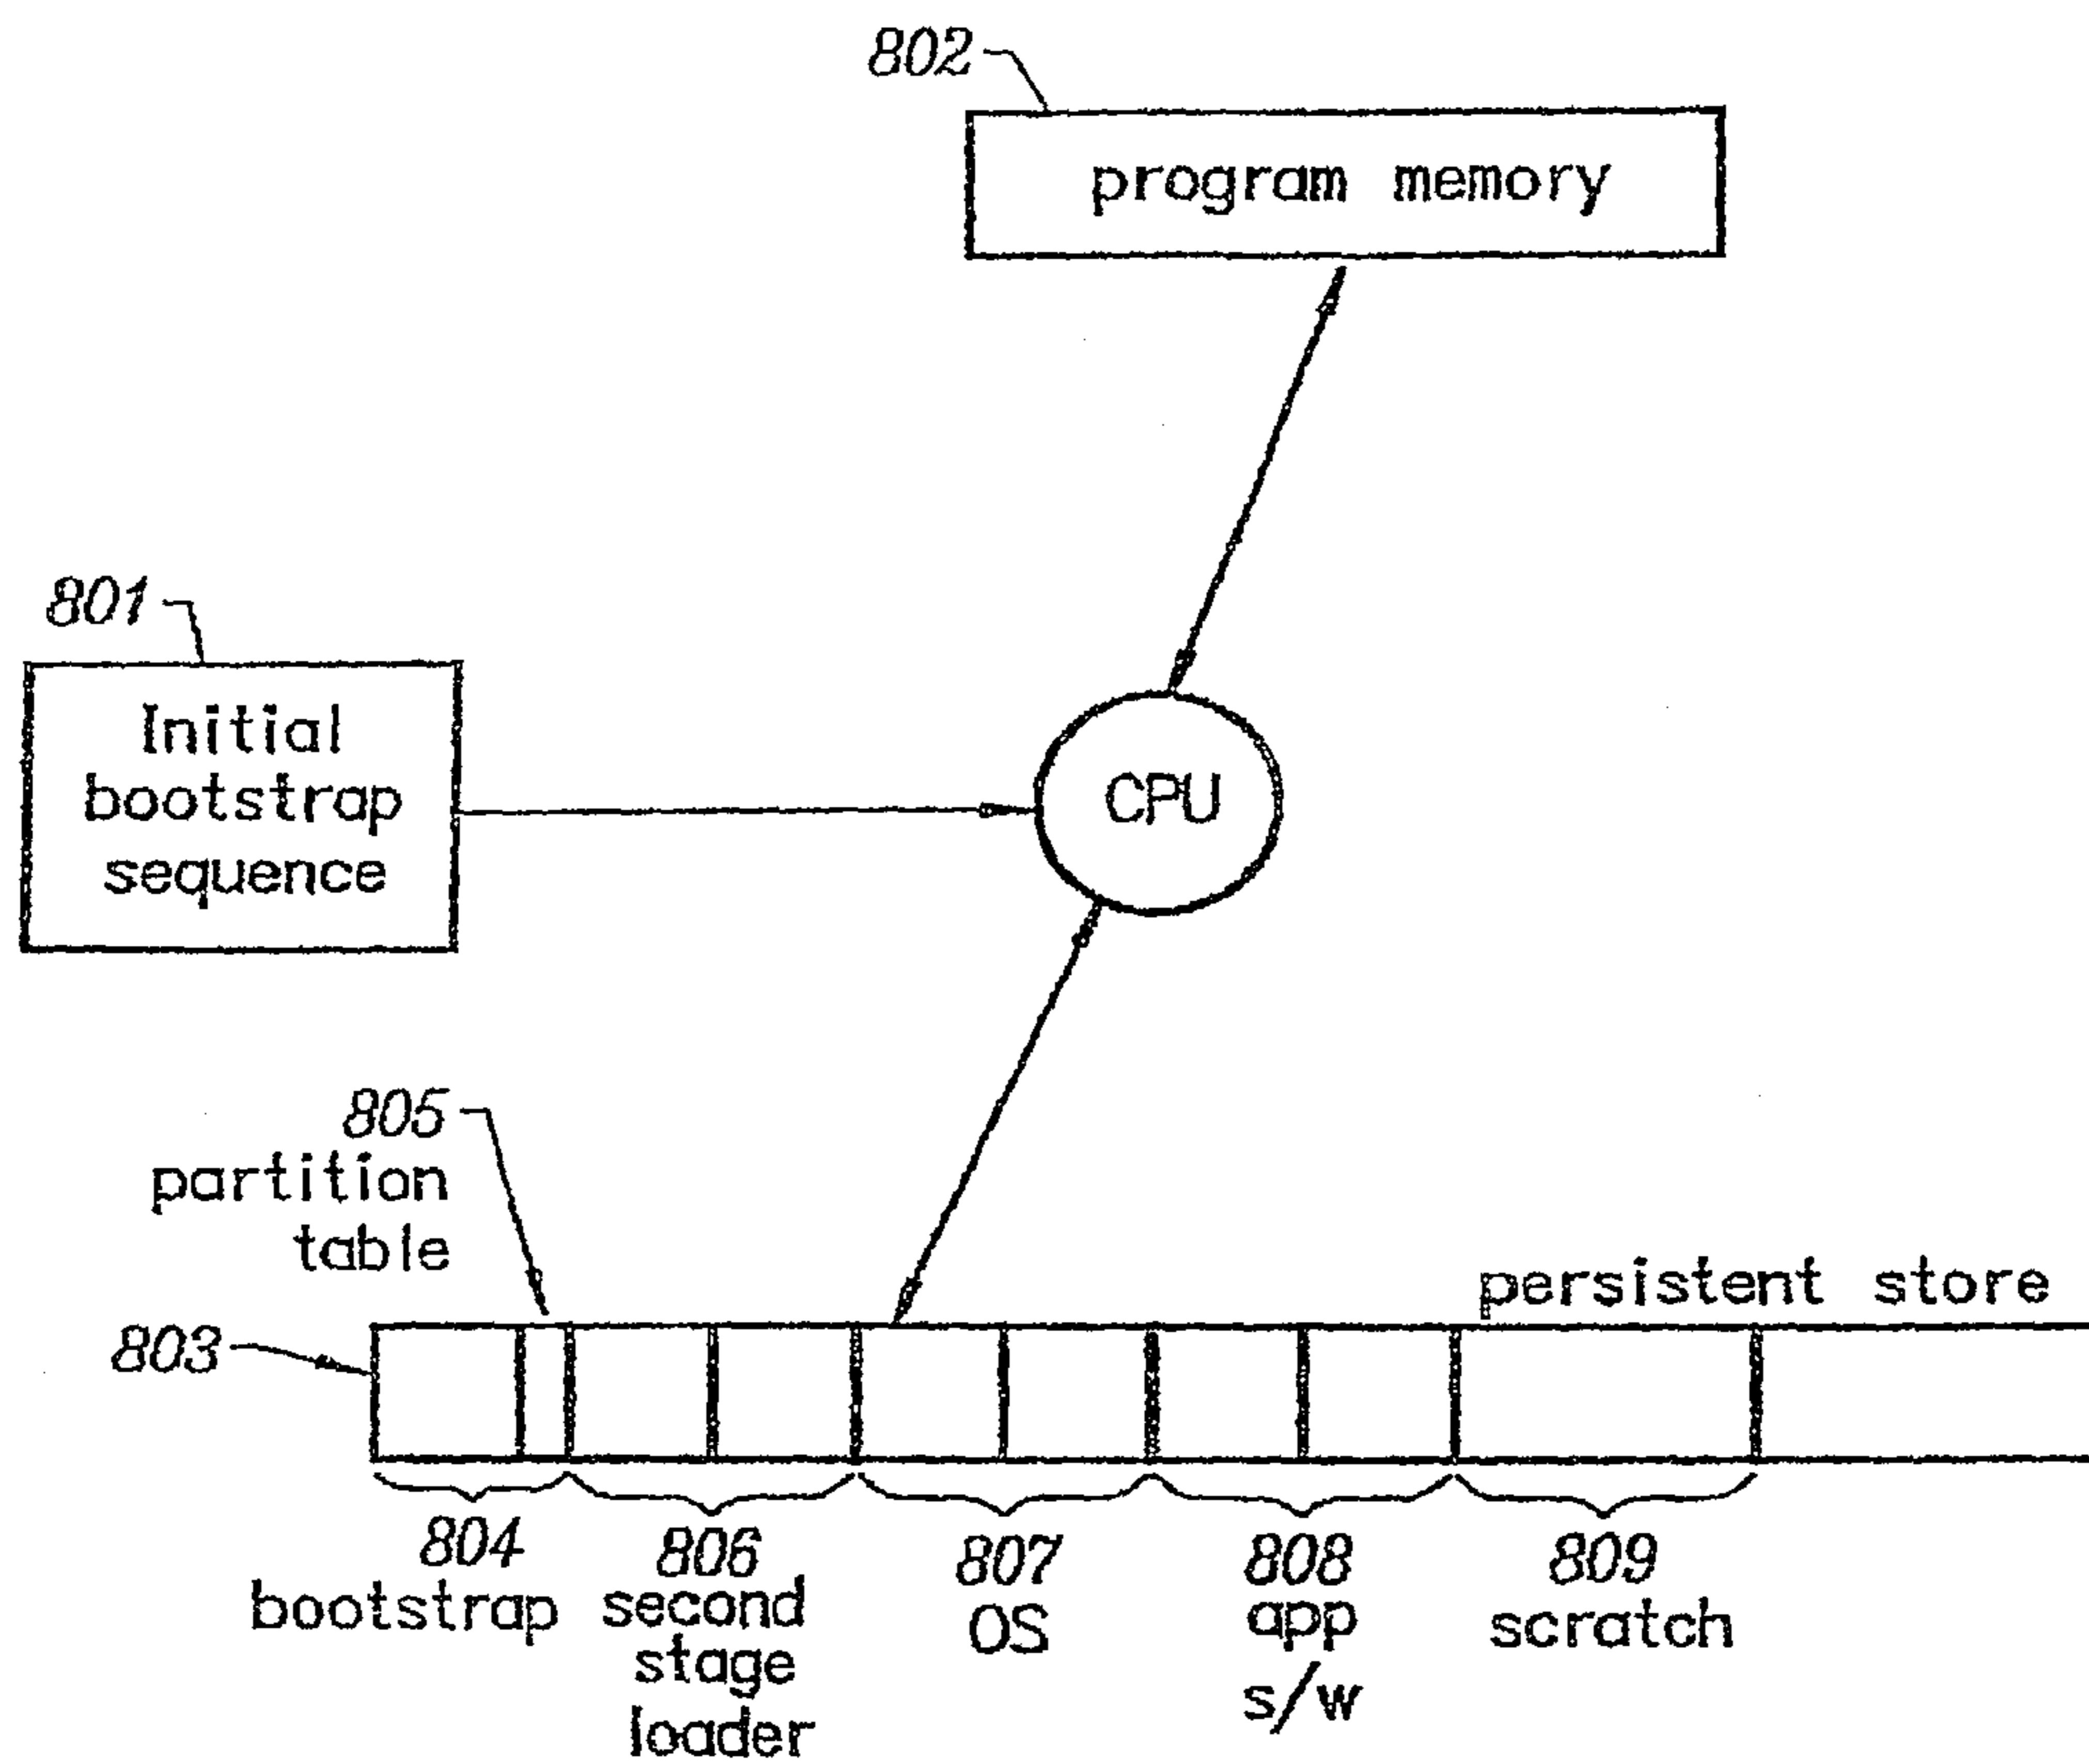 802
program memory
801
Initial
bootstrap
sequence
CPU
805
partition
table
persistent store
803
804
bootstrap
806
second
stage
loader
807
OS
808
app
s/w
809
scratch